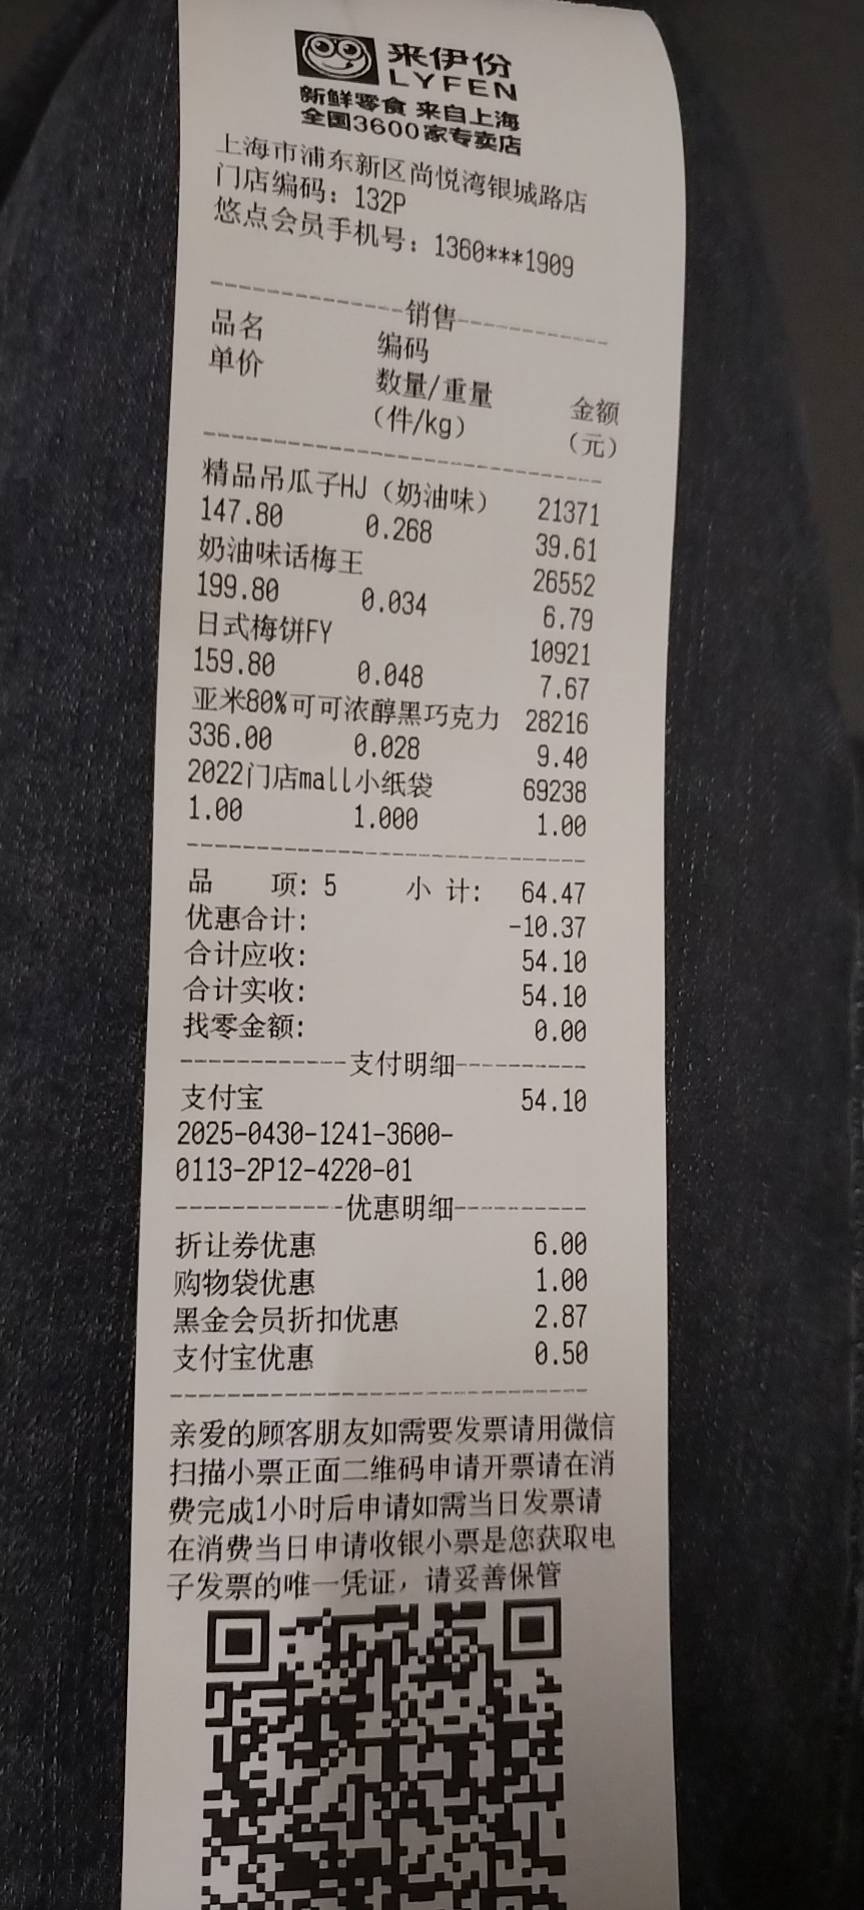 来伊份
LYFEN
新鲜零食 来自上海
全国3600家专卖店
上海市浦东新区尚悦湾银城路店
门店编码：132P
悠点会员手机号：1360***1909
------------销售------------
品名 编码
单价 数量/重量 金额
（件/kg） （元）
精品吊瓜子HJ（奶油味） 21371
147.80 0.268 39.61
奶油味话梅王 26552
199.80 0.034 6.79
日式梅饼FY 10921
159.80 0.048 7.67
亚米80%可可浓醇黑巧克力 28216
336.00 0.028 9.40
2022门店mall小纸袋 69238
1.00 1.000 1.00
品 项: 5 小 计: 64.47
优惠合计: -10.37
合计应收: 54.10
合计实收: 54.10
找零金额: 0.00
------------支付明细------------
支付宝 54.10
2025-0430-1241-3600-
0113-2P12-4220-01
------------优惠明细------------
折让券优惠 6.00
购物袋优惠 1.00
黑金会员折扣优惠 2.87
支付宝优惠 0.50
亲爱的顾客朋友如需要发票请用微信
扫描小票正面二维码申请开票请在消
费完成1小时后申请如需当日发票请
在消费当日申请收银小票是您获取电
子发票的唯一凭证，请妥善保管